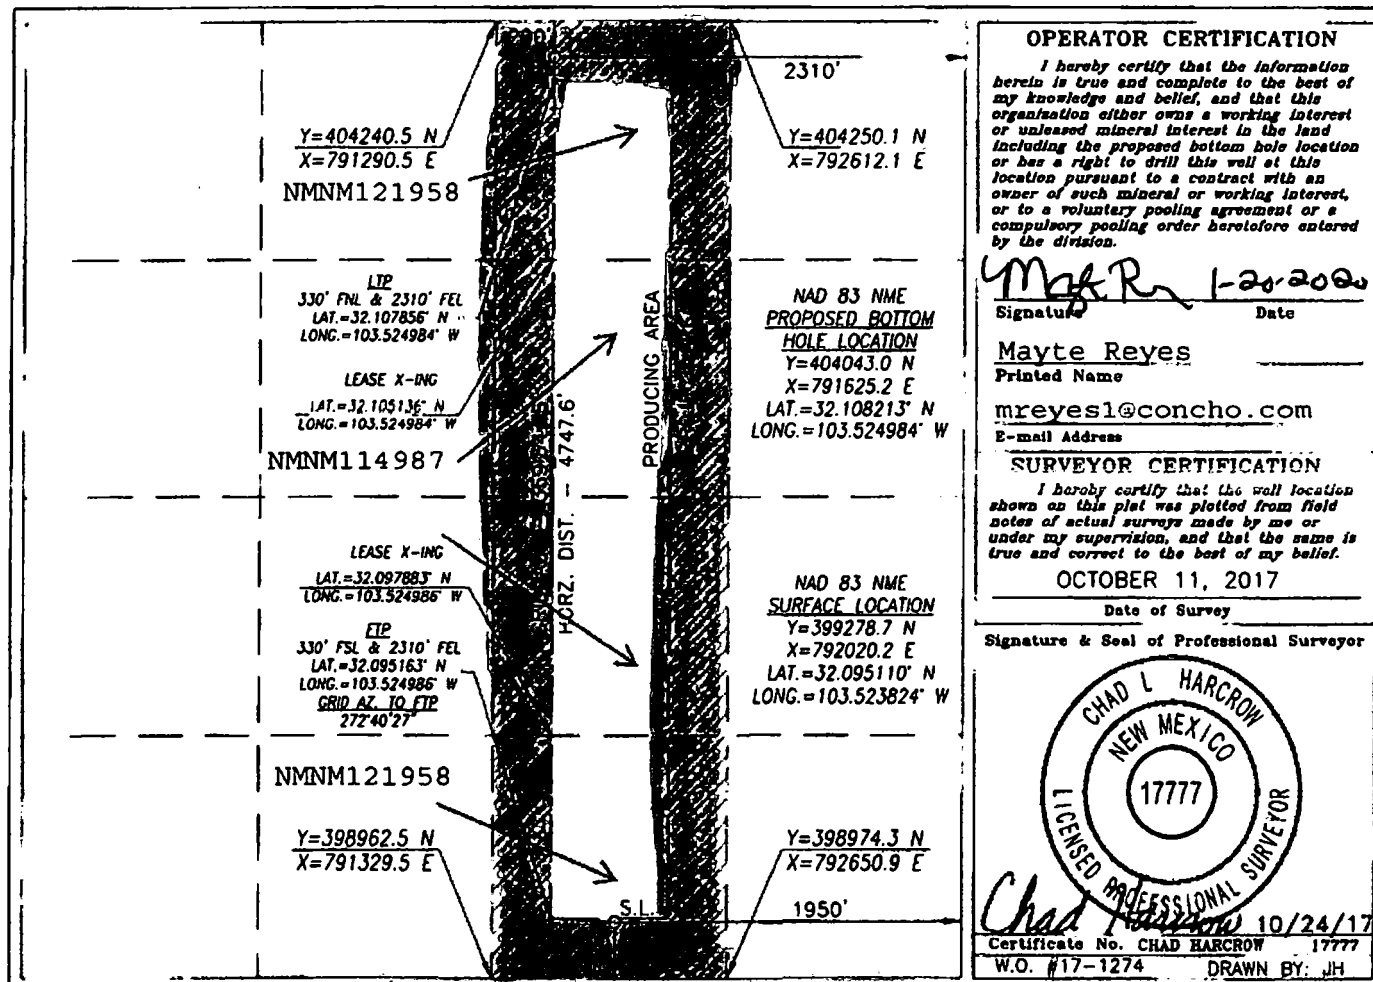 2310'
Y=404240.5 N
X=791290.5 E
NMNM121958
Y=404250.1 N
X=792612.1 E
LTP
330' FNL & 2310' FEL
LAT.=32.107856° N
LONG.=103.524984° W
LEASE X-ING
LAT.=32.105136° N
LONG.=103.524984° W
NMNM114987
HORZ. DIST. - 4747.6'
PRODUCING AREA
NAD 83 NME
PROPOSED BOTTOM
HOLE LOCATION
Y=404043.0 N
X=791625.2 E
LAT.=32.108213° N
LONG.=103.524984° W
LEASE X-ING
LAT.=32.097883° N
LONG.=103.524986° W
FTP
330' FSL & 2310' FEL
LAT.=32.095163° N
LONG.=103.524986° W
GRID AZ. TO FTP
272°40'27"
NAD 83 NME
SURFACE LOCATION
Y=399278.7 N
X=792020.2 E
LAT.=32.095110° N
LONG.=103.523824° W
NMNM121958
Y=398962.5 N
X=791329.5 E
Y=398974.3 N
X=792650.9 E
S.L.
1950'
OPERATOR CERTIFICATION
I hereby certify that the information
herein is true and complete to the best of
my knowledge and belief, and that this
organization either owns a working interest
or unleased mineral interest in the land
including the proposed bottom hole location
or has a right to drill this well at this
location pursuant to a contract with an
owner of such mineral or working interest,
or to a voluntary pooling agreement or a
compulsory pooling order heretofore entered
by the division.
1-20-2020
Signature Date
Mayte Reyes
Printed Name
mreyes1@concho.com
E-mail Address
SURVEYOR CERTIFICATION
I hereby certify that the well location
shown on this plat was plotted from field
notes of actual surveys made by me or
under my supervision, and that the same is
true and correct to the best of my belief.
OCTOBER 11, 2017
Date of Survey
Signature & Seal of Professional Surveyor
CHAD L HARCROW
NEW MEXICO
17777
LICENSED PROFESSIONAL SURVEYOR
Chad Harcrow 10/24/17
Certificate No. CHAD HARCROW 17777
W.O. #17-1274 DRAWN BY: JH